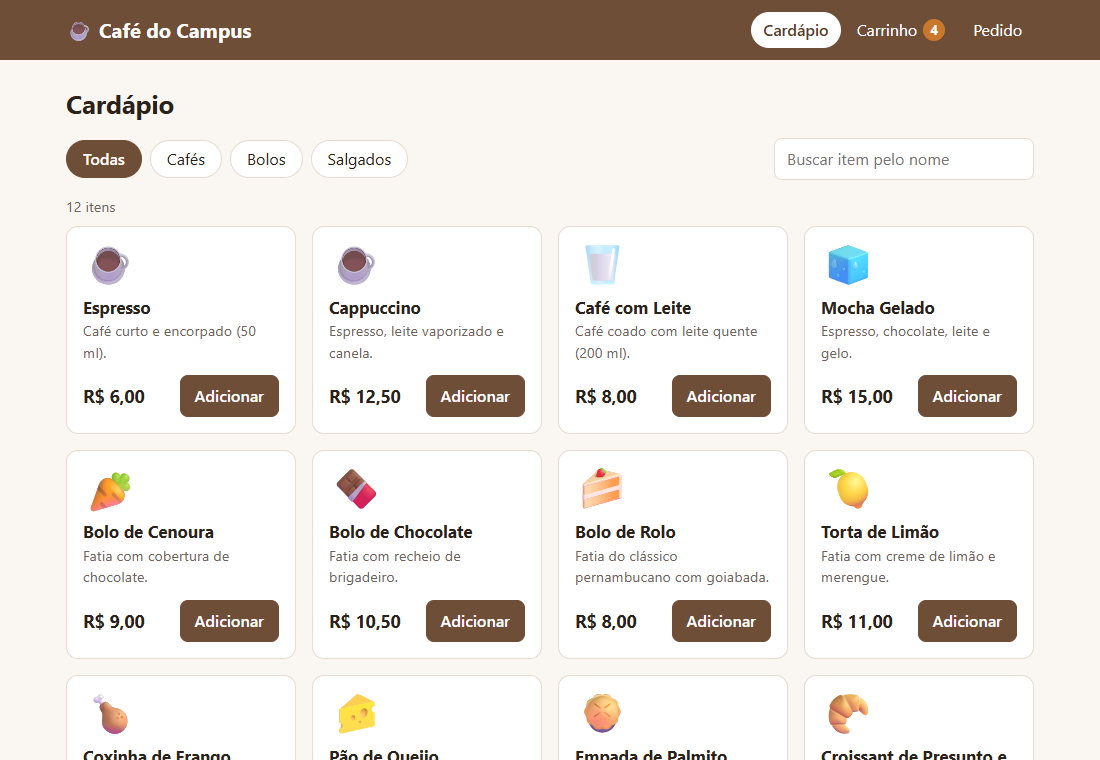 Café do Campus
Cardápio
Carrinho 4
Pedido
Cardápio
Todas
Cafés
Bolos
Salgados
Buscar item pelo nome
12 itens
Espresso
Café curto e encorpado (50
ml).
R$ 6,00
Adicionar
Cappuccino
Espresso, leite vaporizado e
canela.
R$ 12,50
Adicionar
Café com Leite
Café coado com leite quente
(200 ml).
R$ 8,00
Adicionar
Mocha Gelado
Espresso, chocolate, leite e
gelo.
R$ 15,00
Adicionar
Bolo de Cenoura
Fatia com cobertura de
chocolate.
R$ 9,00
Adicionar
Bolo de Chocolate
Fatia com recheio de
brigadeiro.
R$ 10,50
Adicionar
Bolo de Rolo
Fatia do clássico
pernambucano com goiabada.
R$ 8,00
Adicionar
Torta de Limão
Fatia com creme de limão e
merengue.
R$ 11,00
Adicionar
Coxinha de Frango
Pão de Queijo
Empada de Palmito
Croissant de Presunto e